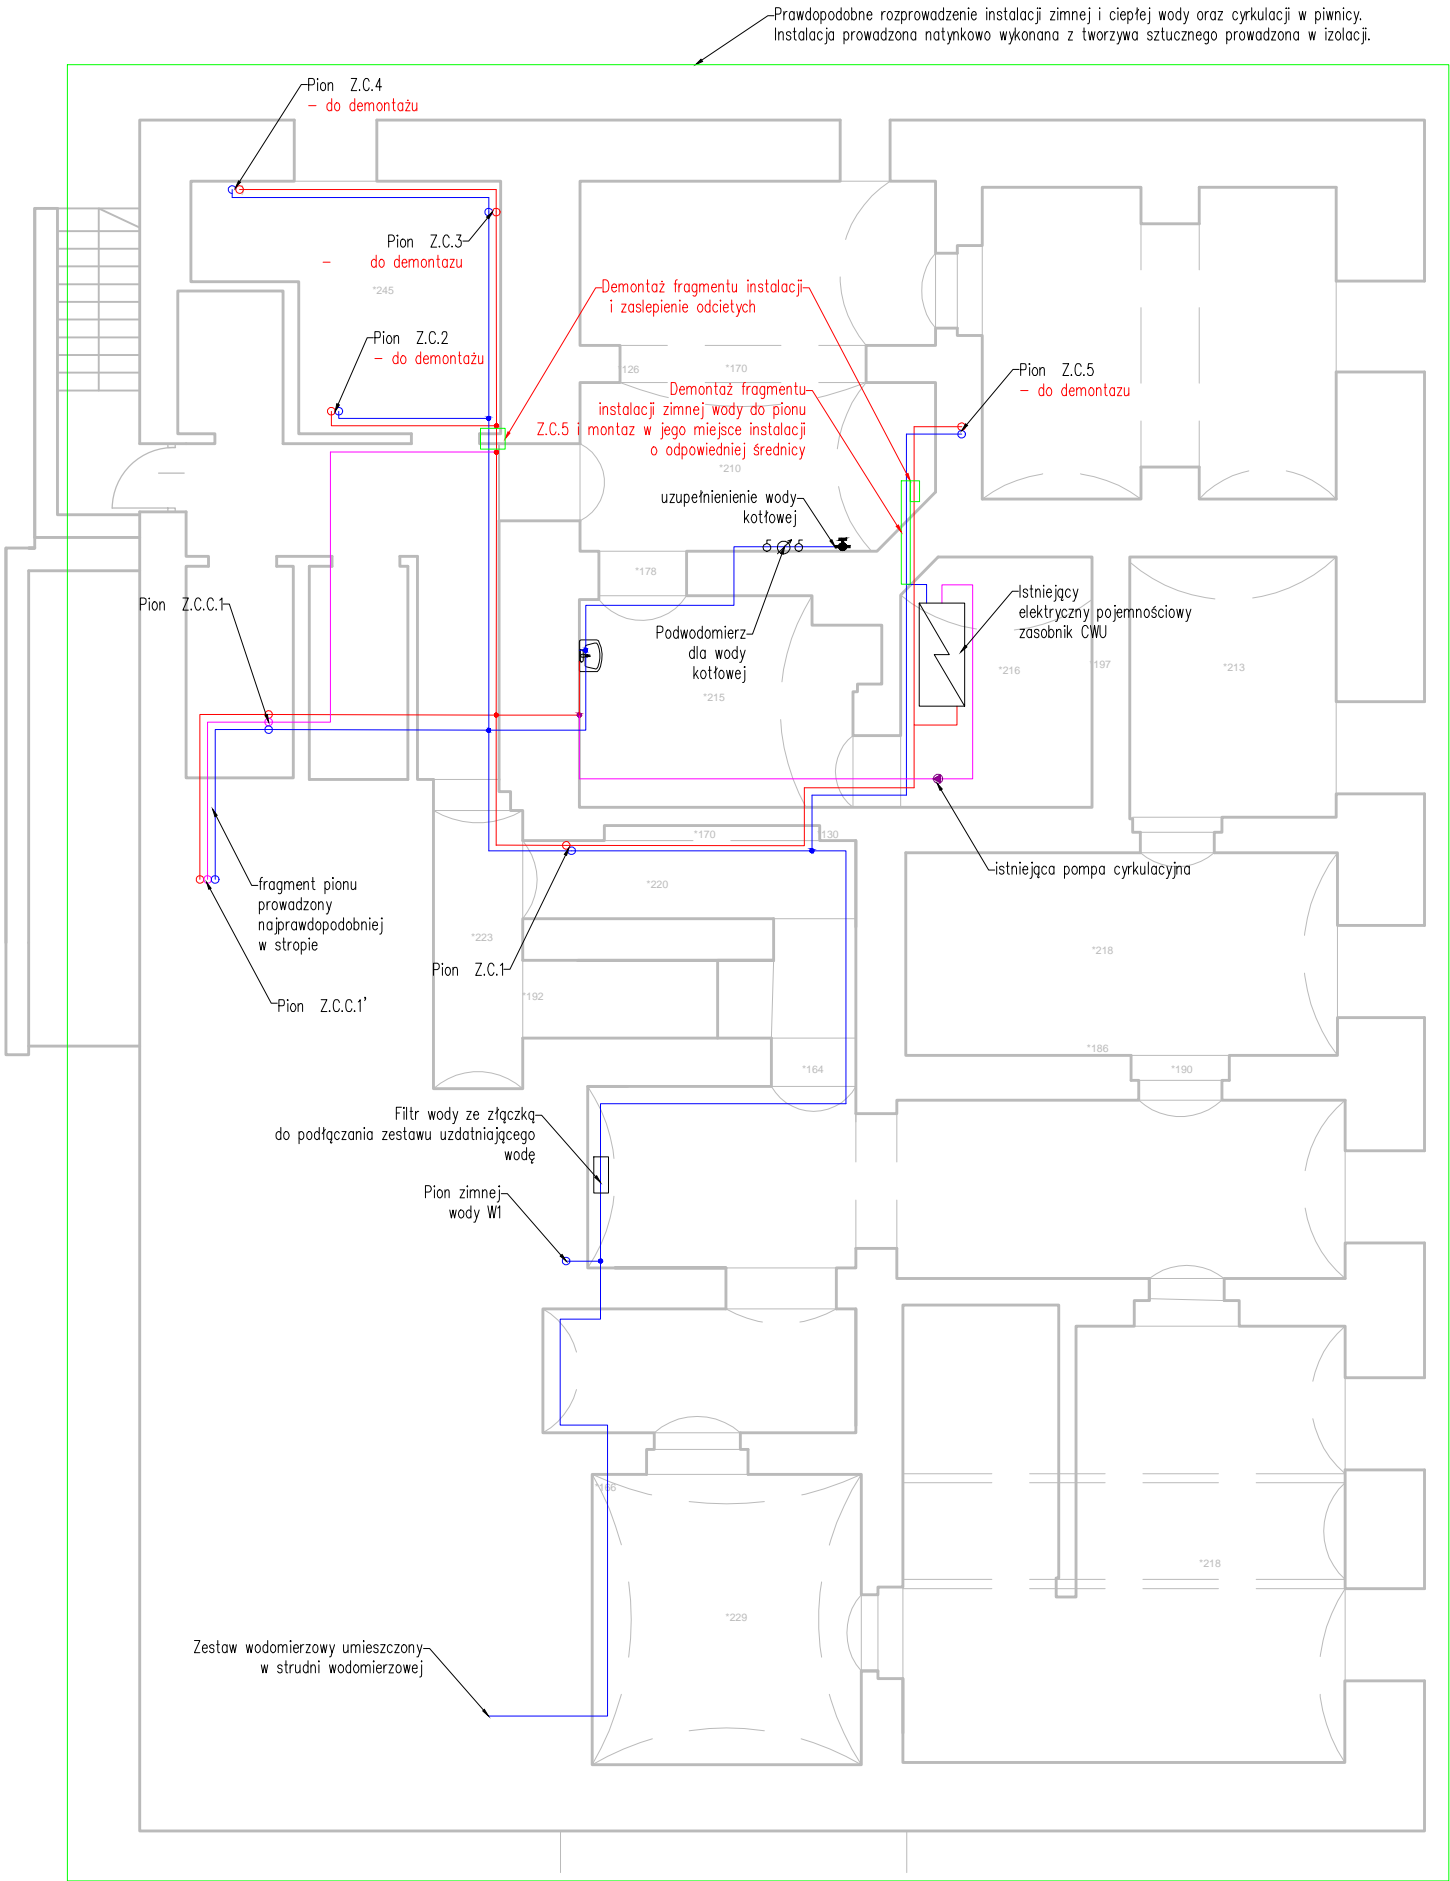 Prawdopodobne rozprowadzenie instalacji zimnej i ciepłej wody oraz cyrkulacji w piwnicy.
Instalacja prowadzona natynkowo wykonana z tworzywa sztucznego prowadzona w izolacji.
Pion Z.C.4
- do demontażu
Pion Z.C.3
- do demontazu
*245
Demontaż fragmentu instalacji
i zaslepienie odcietych
Pion Z.C.2
- do demontażu
126
*170
Pion Z.C.5
- do demontazu
Demontaż fragmentu
instalacji zimnej wody do pionu
Z.C.5 i montaz w jego miejsce instalacji
o odpowiedniej średnicy
*210
uzupełnienienie wody
kotłowej
*178
Pion Z.C.C.1
Istniejący
elektryczny pojemnościowy
zasobnik CWU
Podwodomierz
dla wody
kotłowej
*215
*216
*197
*213
*170
*130
istniejąca pompa cyrkulacyjna
fragment pionu
prowadzony
najprawdopodobniej
w stropie
*220
*223
*218
Pion Z.C.1
*192
Pion Z.C.C.1'
*186
*164
*190
Filtr wody ze złączką
do podłączania zestawu uzdatniającego
wodę
Pion zimnej
wody W1
*166
*218
*229
Zestaw wodomierzowy umieszczony
w strudni wodomierzowej